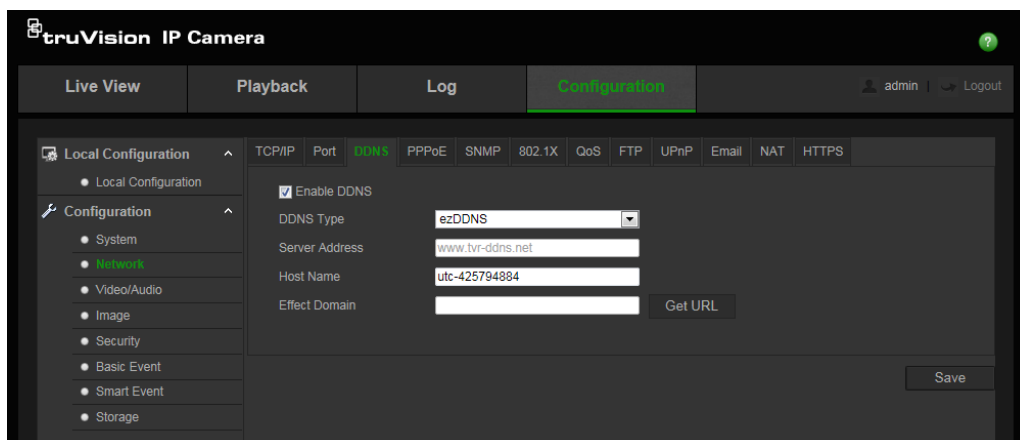 truVision IP Camera
?
Live View
Playback
Log
Configuration
admin | Logout
Local Configuration
Local Configuration
Configuration
System
Network
Video/Audio
Image
Security
Basic Event
Smart Event
Storage
TCP/IP Port DDNS PPPoE SNMP 802.1X QoS FTP UPnP Email NAT HTTPS
Enable DDNS
DDNS Type ezDDNS
Server Address www.tvr-ddns.net
Host Name utc-425794884
Effect Domain Get URL
Save